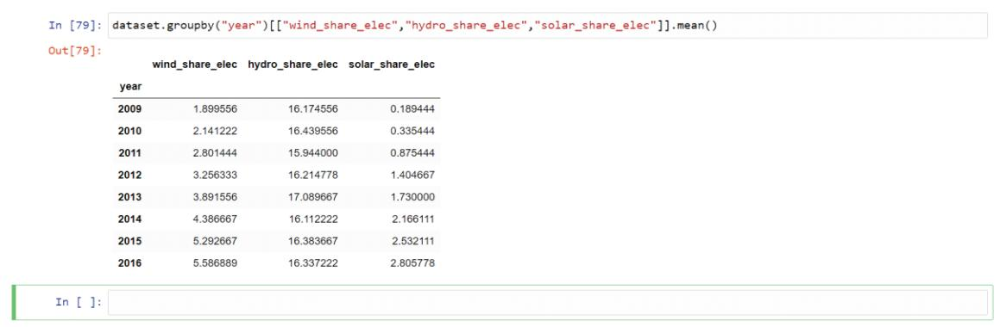 In [79]: dataset.groupby("year")[["wind_share_elec","hydro_share_elec","solar_share_elec"]].mean()
Out[79]:
wind_share_elec hydro_share_elec solar_share_elec
year
2009 1.899556 16.174556 0.189444
2010 2.141222 16.439556 0.335444
2011 2.801444 15.944000 0.875444
2012 3.256333 16.214778 1.404667
2013 3.891556 17.089667 1.730000
2014 4.386667 16.112222 2.166111
2015 5.292667 16.383667 2.532111
2016 5.586889 16.337222 2.805778
In [ ]: